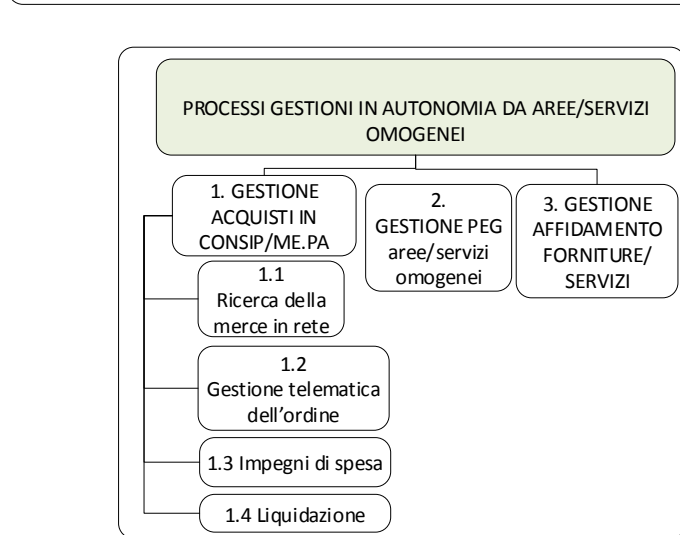 PROCESSI GESTIONI IN AUTONOMIA DA AREE/SERVIZI
OMOGENEI
1. GESTIONE
ACQUISTI IN
CONSIP/ME.PA
2.
GESTIONE PEG
aree/servizi
omogenei
3. GESTIONE
AFFIDAMENTO
FORNITURE/
SERVIZI
1.1
Ricerca della
merce in rete
1.2
Gestione telematica
dell'ordine
1.3 Impegni di spesa
1.4 Liquidazione